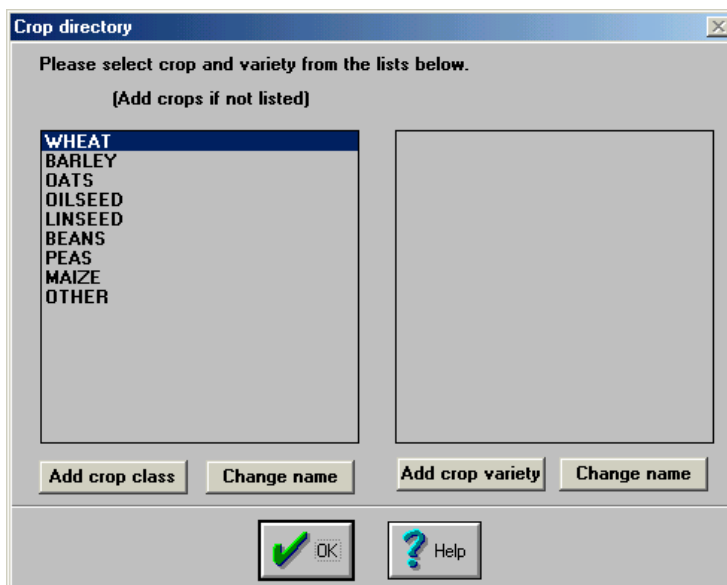 Crop directory
Please select crop and variety from the lists below.
(Add crops if not listed)
WHEAT
BARLEY
OATS
OILSEED
LINSEED
BEANS
PEAS
MAIZE
OTHER
Add crop class
Change name
Add crop variety
Change name
OK
Help